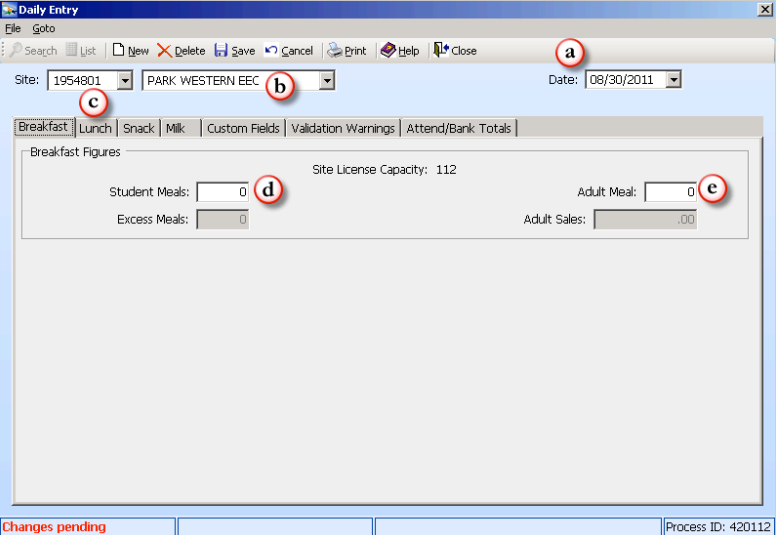 Daily Entry
File Goto
Search List New Delete Save Cancel Print Help Close
a
Site: 1954801 PARK WESTERN EEC b Date: 08/30/2011
c
Breakfast Lunch Snack Milk Custom Fields Validation Warnings Attend/Bank Totals
Breakfast Figures
Site License Capacity: 112
Student Meals: 0 d Adult Meal: 0 e
Excess Meals: 0 Adult Sales: .00
Changes pending Process ID: 420112